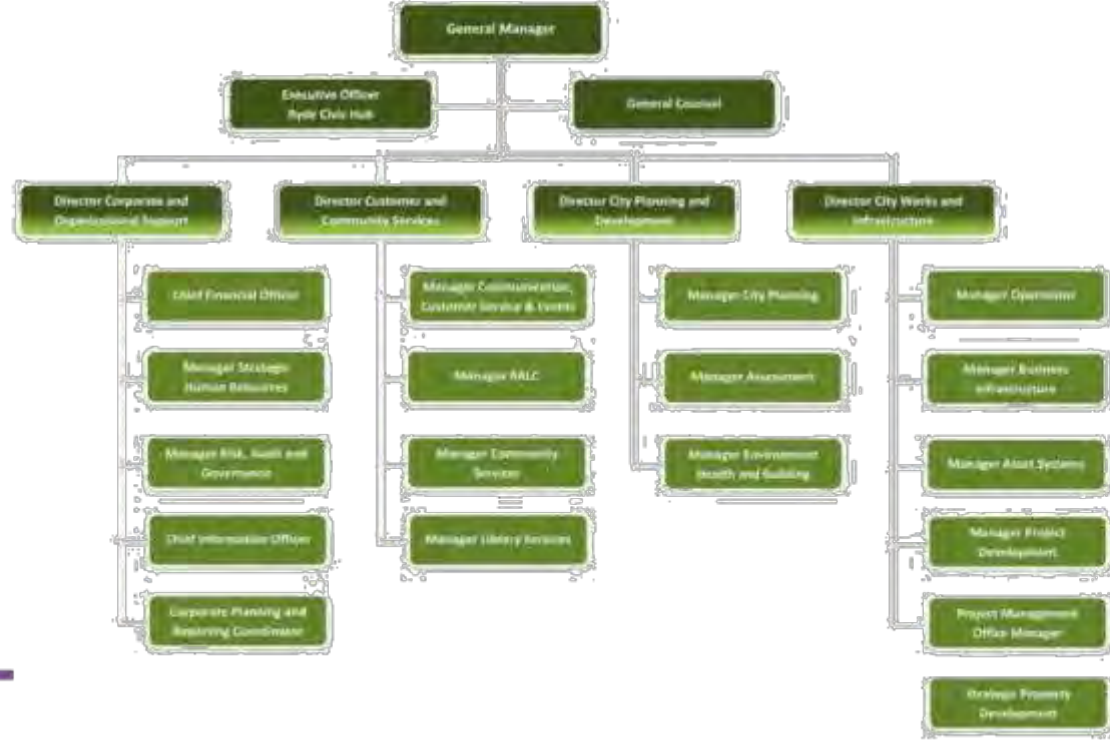 General Manager
Executive Officer
Ryde Civic Hub
General Counsel
Director Corporate and
Organizational Support
Director Customer and
Community Services
Director City Planning and
Development
Director City Works and
Infrastructure
Chief Financial Officer
Manager Strategic
Human Resources
Manager Risk, Audit and
Governance
Chief Information Officer
Corporate Planning and
Reporting Coordinator
Manager Communication,
Customer Service & Events
Manager RALC
Manager Community
Services
Manager Library Services
Manager City Planning
Manager Assessment
Manager Environment
Health and Building
Manager Operations
Manager Business
Infrastructure
Manager Asset Systems
Manager Project
Development
Project Management
Office Manager
Strategic Property
Development